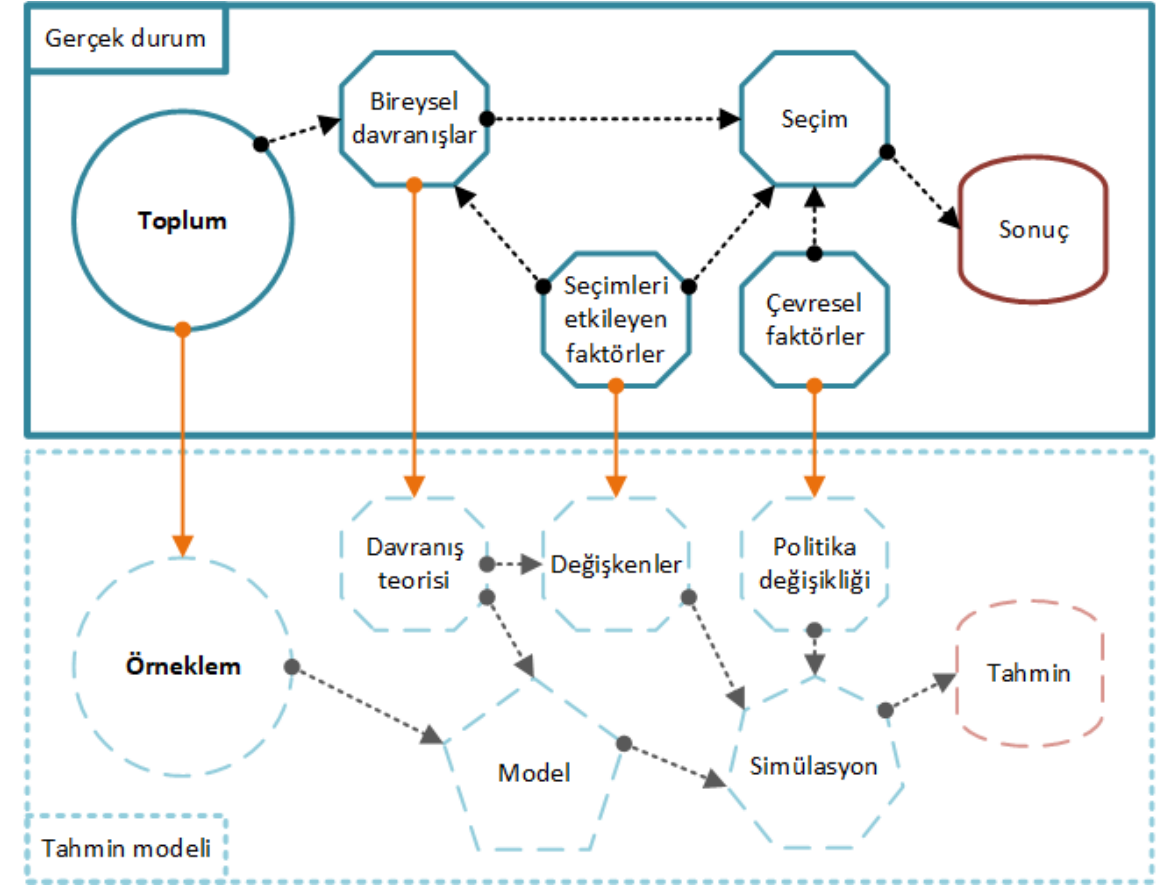 Gerçek durum
Bireysel
davranışlar
Seçim
Toplum
Sonuç
Seçimleri
etkileyen
faktörler
Çevresel
faktörler
Davranış
teorisi
Değişkenler
Politika
değişikliği
Örneklem
Tahmin
Model
Simülasyon
Tahmin modeli